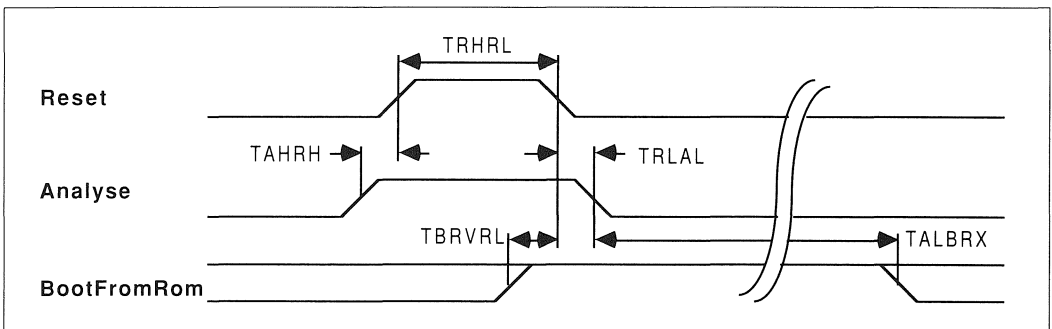 TRHRL
Reset
TAHRH
TRLAL
Analyse
TBRVRL
TALBRX
BootFromRom